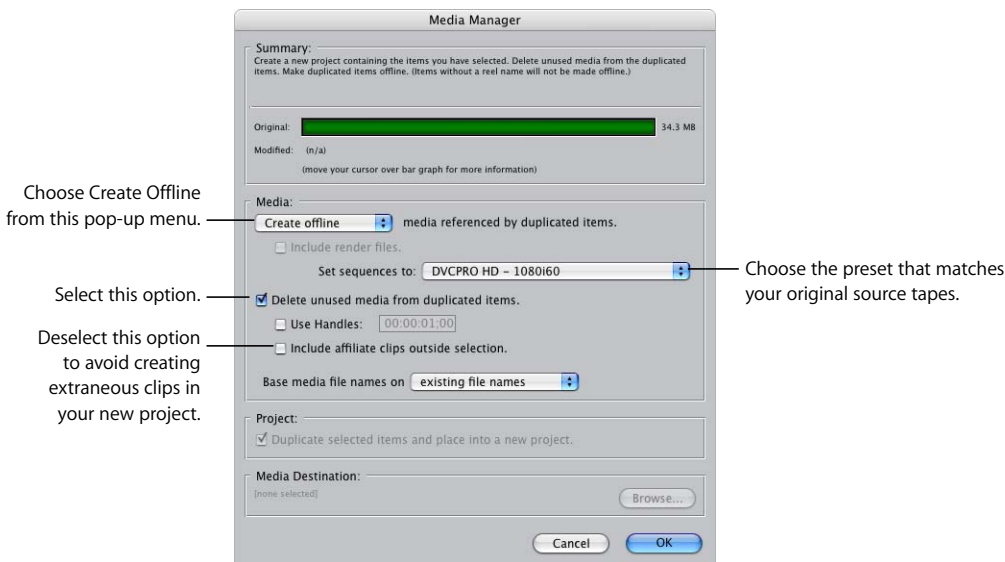 Media Manager
Summary:
Create a new project containing the items you have selected. Delete unused media from the duplicated
items. Make duplicated items offline. (Items without a reel name will not be made offline.)
Original:
34.3 MB
Modified: (n/a)
(move your cursor over bar graph for more information)
Choose Create Offline
from this pop-up menu.
Media:
Create offline media referenced by duplicated items.
Include render files.
Set sequences to: DVCPRO HD - 1080i60
Choose the preset that matches
your original source tapes.
Select this option.
Delete unused media from duplicated items.
Use Handles: 00:00:01;00
Deselect this option
to avoid creating
extraneous clips in
your new project.
Include affiliate clips outside selection.
Base media file names on existing file names
Project:
Duplicate selected items and place into a new project.
Media Destination:
[none selected]
Browse...
Cancel
OK